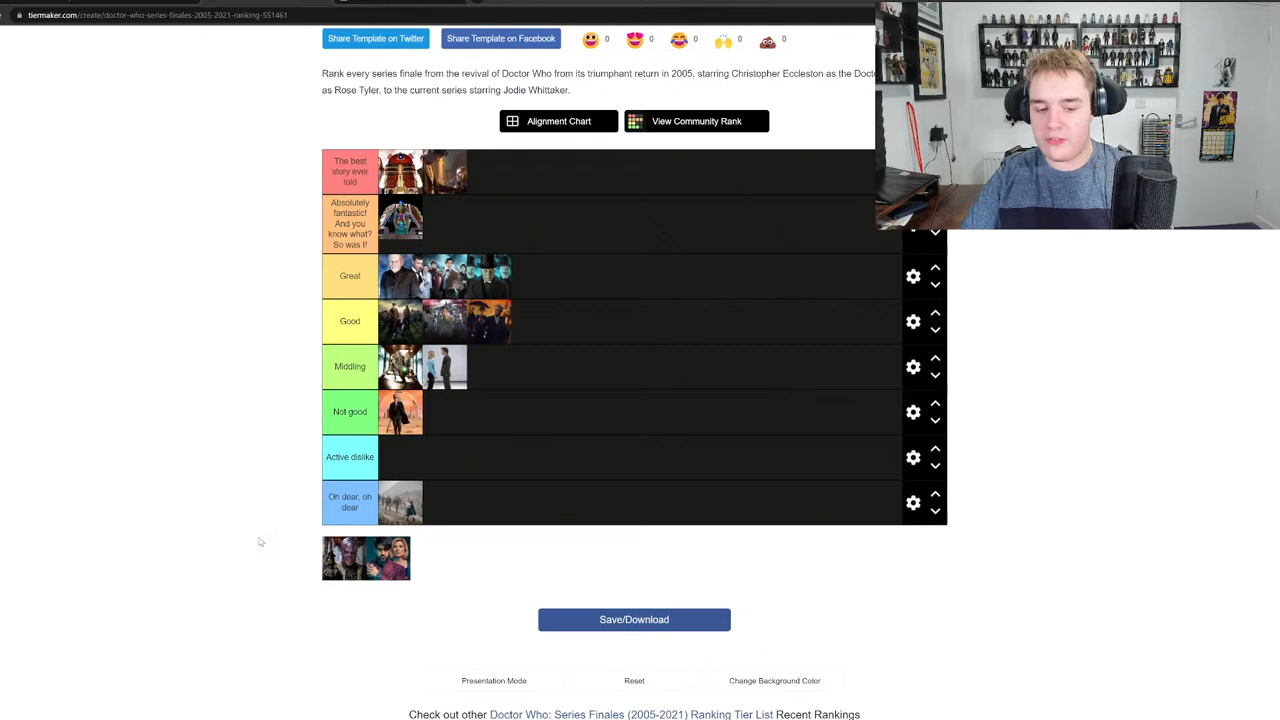 tiermaker.com/create/doctor-who-series-finales-2005-2021-ranking-551461
Share Template on Twitter
Share Template on Facebook
0
0
0
0
0
Rank every series finale from the revival of Doctor Who from its triumphant return in 2005, starring Christopher Eccleston as the Docto
as Rose Tyler, to the current series starring Jodie Whittaker.
Alignment Chart
View Community Rank
The best
story ever
told
Absolutely
fantastic!
And you
know what?
So was I!
Great
Good
Middling
Not good
Active dislike
Oh dear, oh
dear
Save/Download
Presentation Mode
Reset
Change Background Color
Check out other Doctor Who: Series Finales (2005-2021) Ranking Tier List Recent Rankings